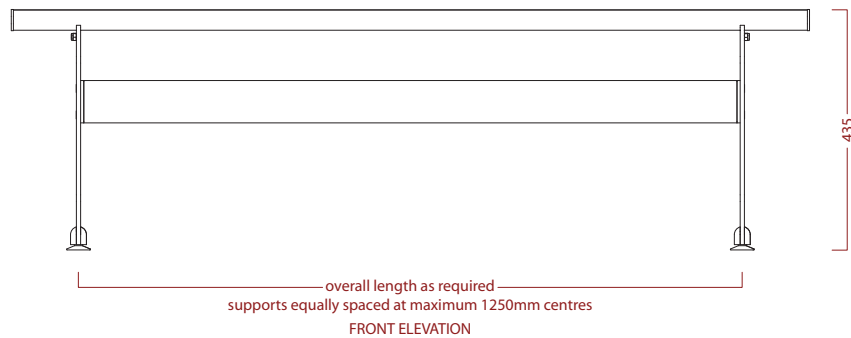 435
overall length as required
supports equally spaced at maximum 1250mm centres
FRONT ELEVATION